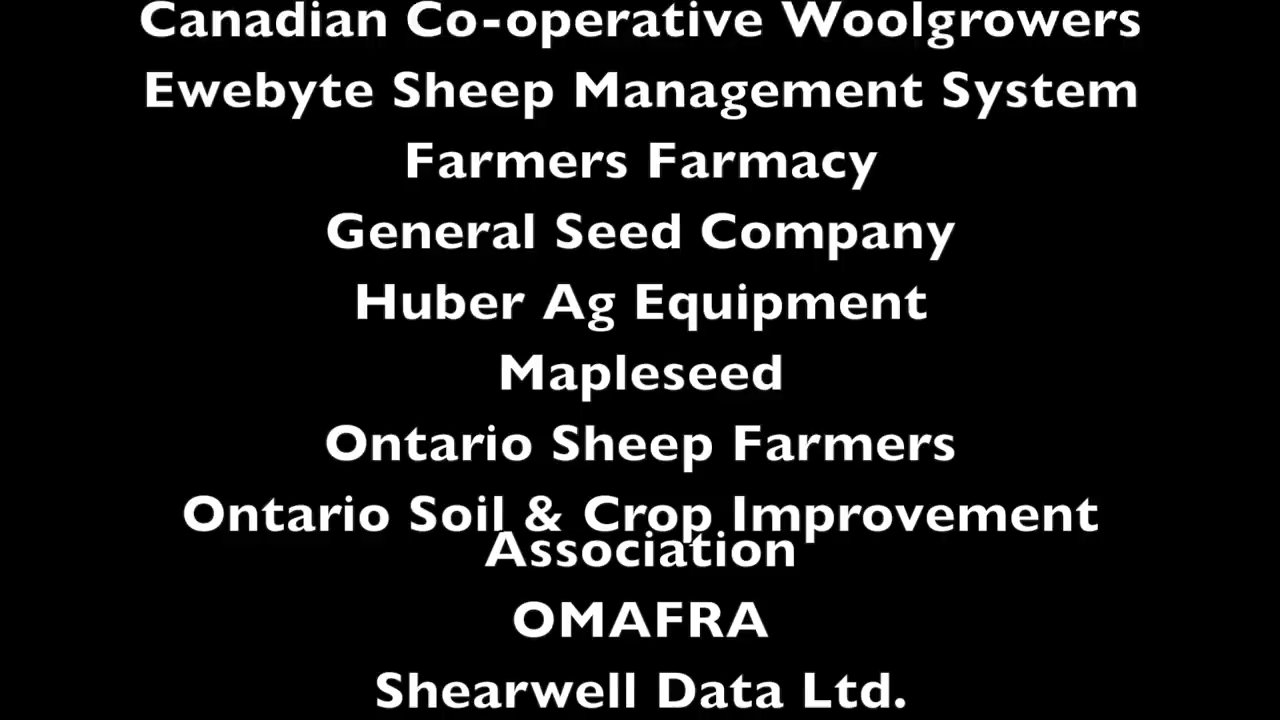 Canadian Co-operative Woolgrowers
Ewebyte Sheep Management System
Farmers Farmacy
General Seed Company
Huber Ag Equipment
Mapleseed
Ontario Sheep Farmers
Ontario Soil & Crop Improvement
Association
OMAFRA
Shearwell Data Ltd.